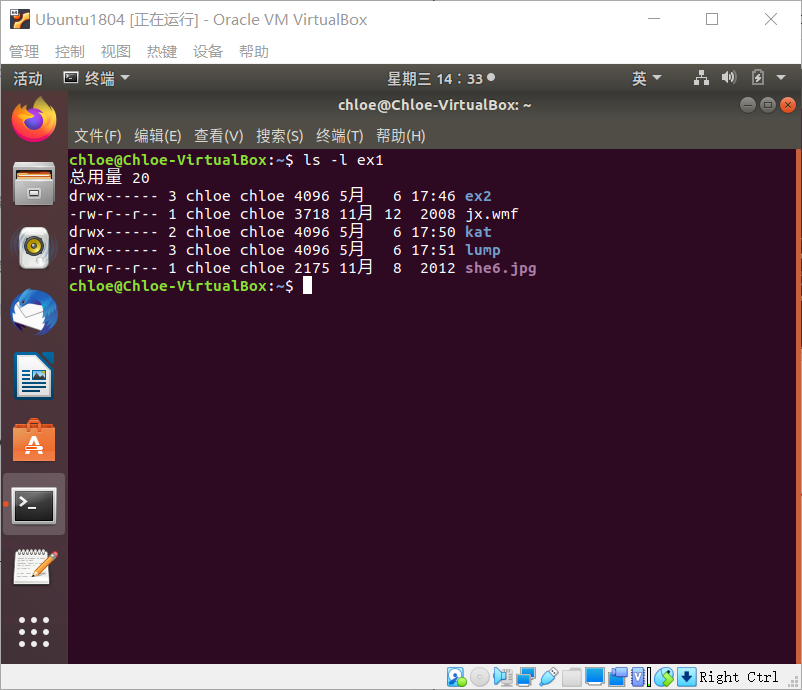 Ubuntu1804 [正在运行] - Oracle VM VirtualBox
管理 控制 视图 热键 设备 帮助
活动 终端 星期三 14：33 英
chloe@Chloe-VirtualBox: ~
文件(F) 编辑(E) 查看(V) 搜索(S) 终端(T) 帮助(H)
chloe@Chloe-VirtualBox:~$ ls -l ex1
总用量 20
drwx------ 3 chloe chloe 4096 5月   6 17:46 ex2
-rw-r--r-- 1 chloe chloe 3718 11月 12  2008 jx.wmf
drwx------ 2 chloe chloe 4096 5月   6 17:50 kat
drwx------ 3 chloe chloe 4096 5月   6 17:51 lump
-rw-r--r-- 1 chloe chloe 2175 11月  8  2012 she6.jpg
chloe@Chloe-VirtualBox:~$
Right Ctrl